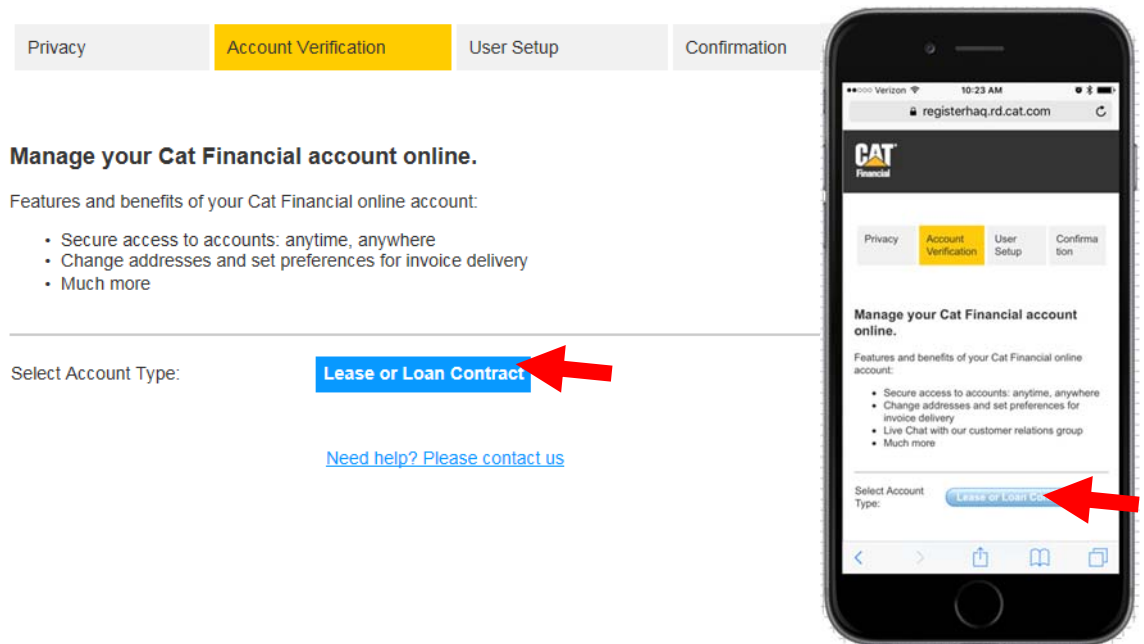 Privacy
Account Verification
User Setup
Confirmation
Manage your Cat Financial account online.
Features and benefits of your Cat Financial online account:
• Secure access to accounts: anytime, anywhere
• Change addresses and set preferences for invoice delivery
• Much more
Select Account Type:
Lease or Loan Contract
Need help? Please contact us
Verizon
10:23 AM
registerhaq.rd.cat.com
CAT
Financial
Privacy
Account
Verification
User
Setup
Confirma
tion
Manage your Cat Financial account
online.
Features and benefits of your Cat Financial online
account:
• Secure access to accounts: anytime, anywhere
• Change addresses and set preferences for
invoice delivery
• Live Chat with our customer relations group
• Much more
Select Account
Type:
Lease or Loan